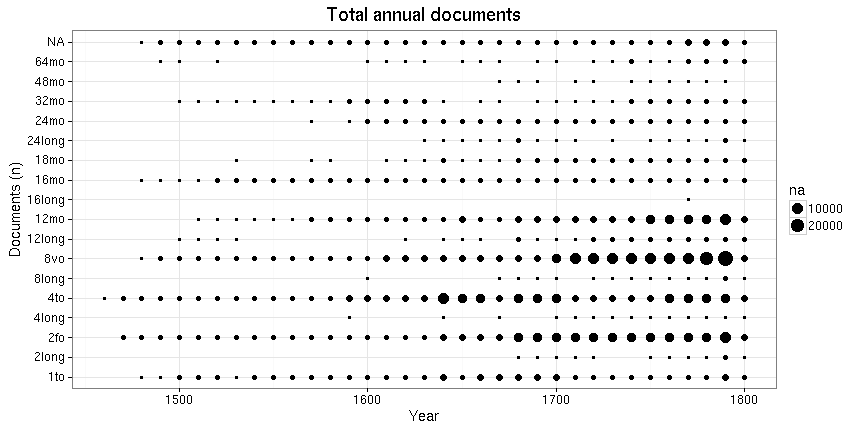 Total annual documents
Documents (n)
NA
64mo
48mo
32mo
24mo
24long
18mo
16mo
16long
12mo
12long
8vo
8long
4to
4long
2fo
2long
1to
1500
1600
1700
1800
Year
na
10000
20000